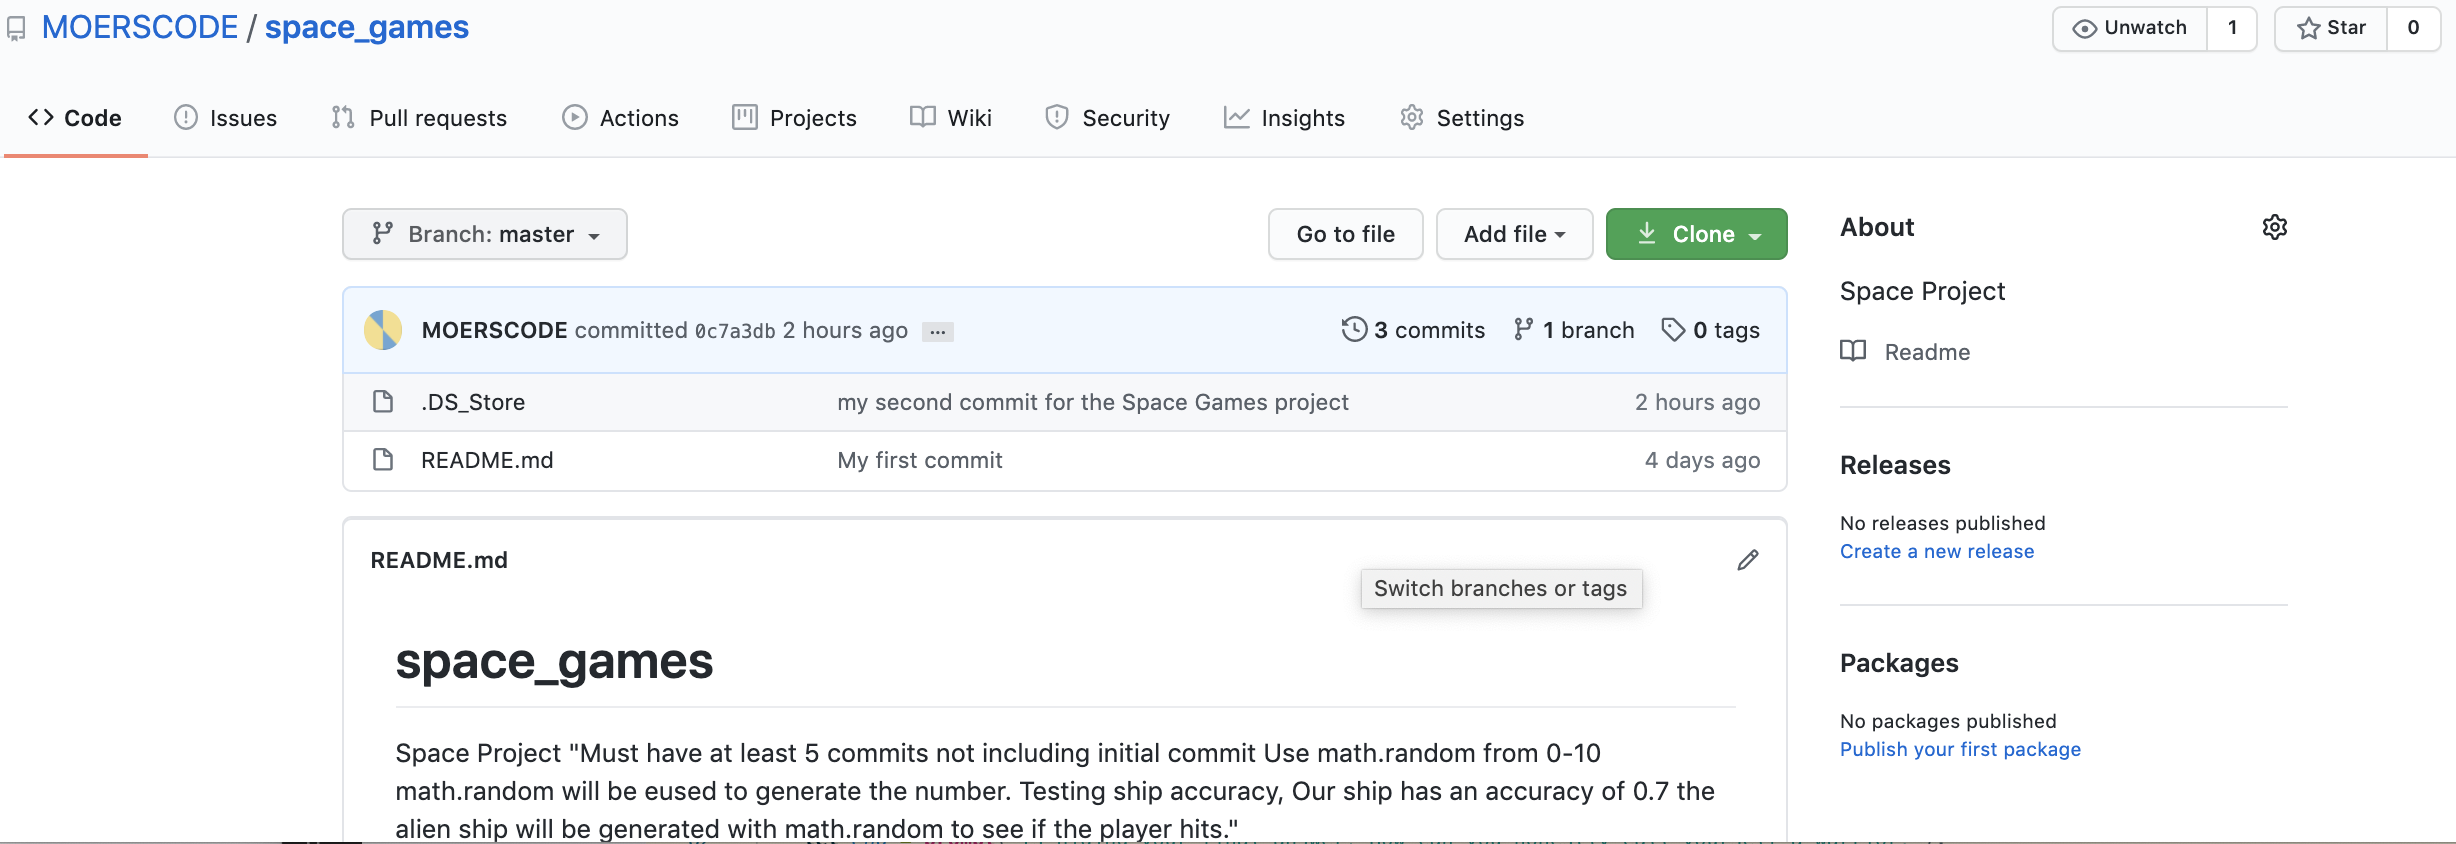 MOERSCODE / space_games
Unwatch 1 Star 0
Code Issues Pull requests Actions Projects Wiki Security Insights Settings
Branch: master
Go to file Add file Clone
MOERSCODE committed 0c7a3db 2 hours ago ... 3 commits 1 branch 0 tags
.DS_Store my second commit for the Space Games project 2 hours ago
README.md My first commit 4 days ago
README.md
Switch branches or tags
space_games
Space Project "Must have at least 5 commits not including initial commit Use math.random from 0-10
math.random will be eused to generate the number. Testing ship accuracy, Our ship has an accuracy of 0.7 the
alien ship will be generated with math.random to see if the player hits."
About
Space Project
Readme
Releases
No releases published
Create a new release
Packages
No packages published
Publish your first package